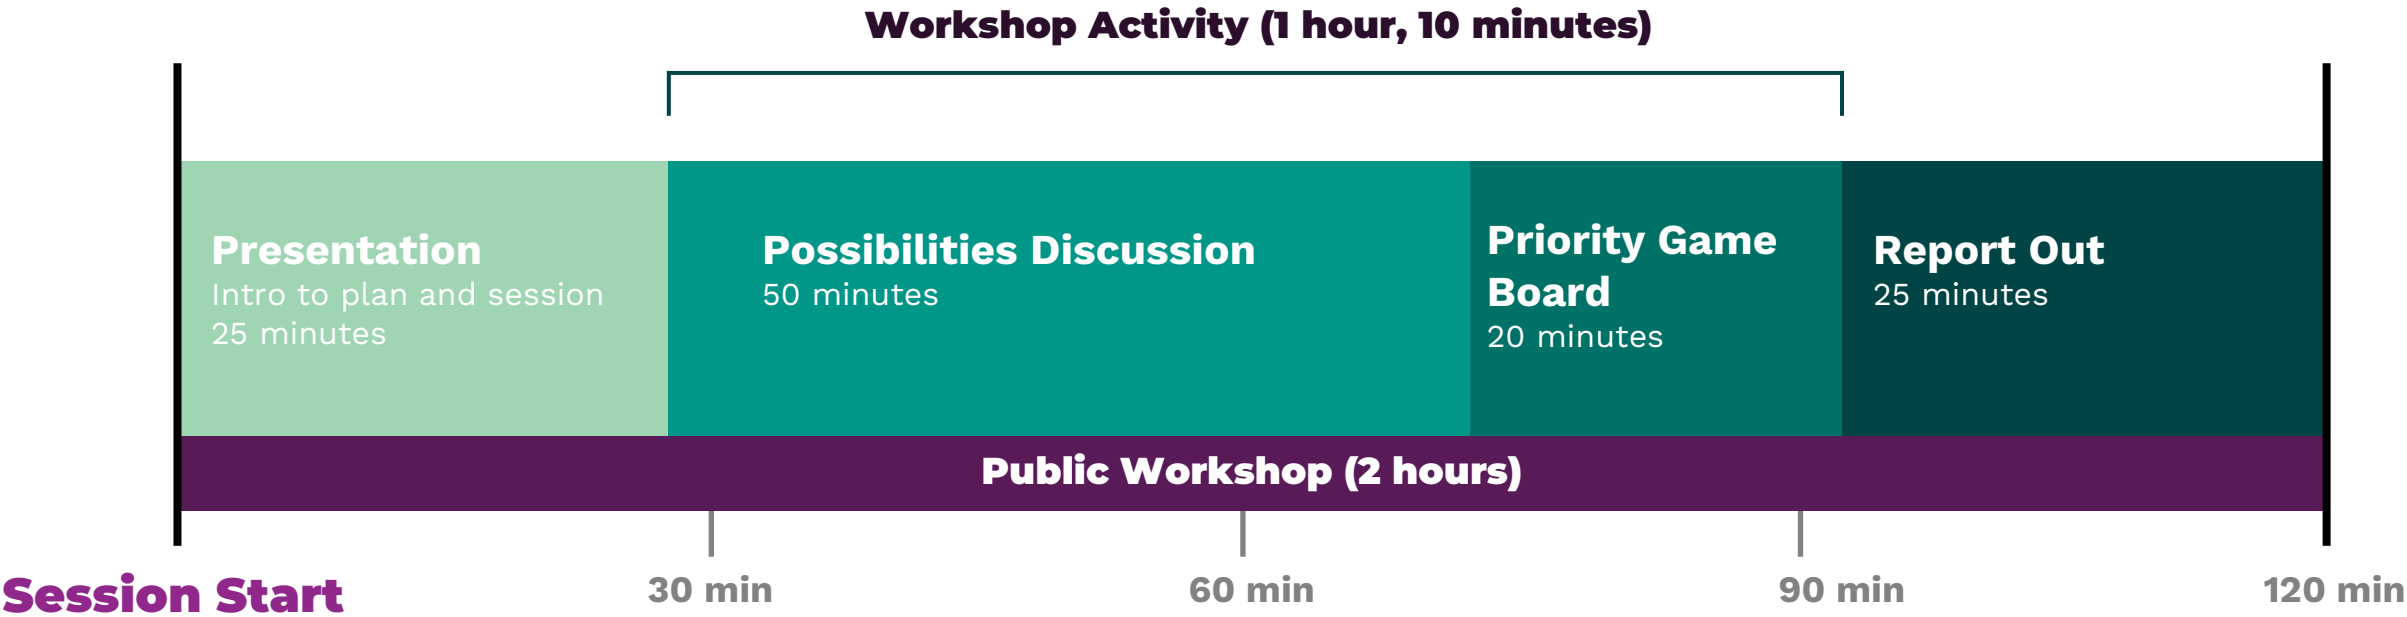 Workshop Activity (1 hour, 10 minutes)
Presentation
Intro to plan and session
25 minutes
Possibilities Discussion
50 minutes
Priority Game
Board
20 minutes
Report Out
25 minutes
Public Workshop (2 hours)
Session Start
30 min
60 min
90 min
120 min